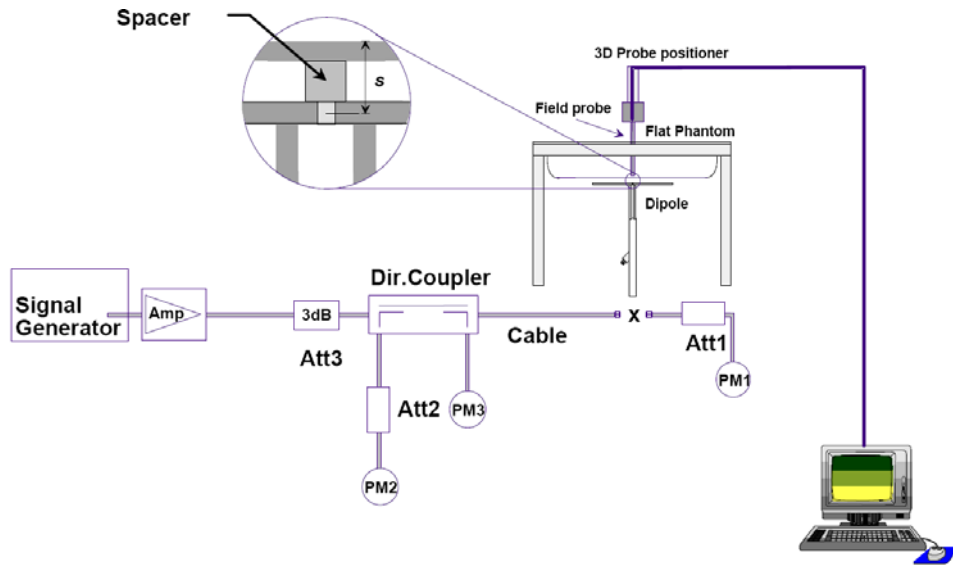 Spacer
s
3D Probe positioner
Field probe
Flat Phantom
Dipole
Signal
Generator
Amp
3dB
Att3
Dir.Coupler
Att2
PM2
PM3
Cable
X
Att1
PM1